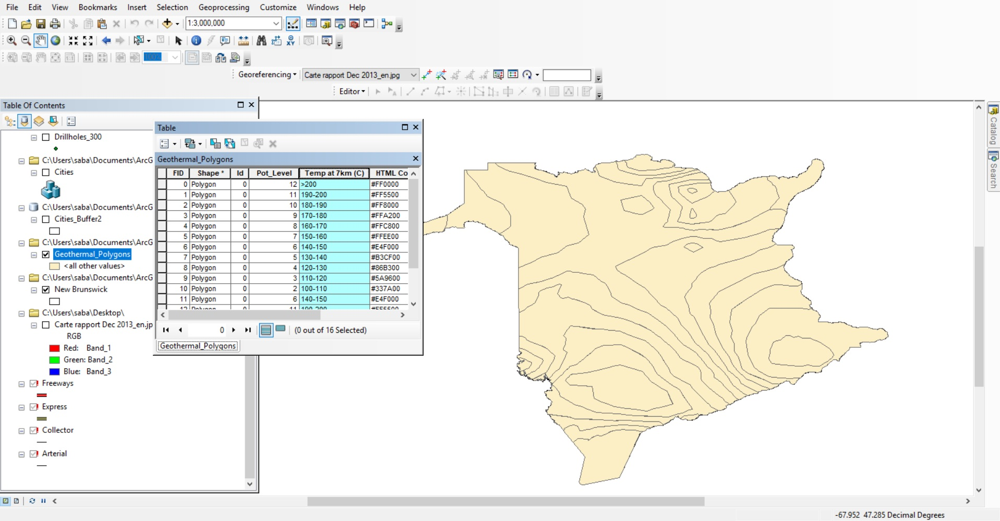 File Edit View Bookmarks Insert Selection Geoprocessing Customize Windows Help
1:3,000,000
100%
Georeferencing Carte rapport Dec 2013_en.jpg
Editor
Table Of Contents
Drillholes_300
C:\Users\saba\Documents\ArcG
Cities
C:\Users\saba\Documents\ArcG
Cities_Buffer2
C:\Users\saba\Documents\ArcG
Geothermal_Polygons
<all other values>
C:\Users\saba\Documents\ArcG
New Brunswick
C:\Users\saba\Desktop\
Carte rapport Dec 2013_en.jp
RGB
Red: Band_1
Green: Band_2
Blue: Band_3
Freeways
Express
Collector
Arterial
Table
Geothermal_Polygons
FID Shape * Id Pot_Level Temp at 7km (C) HTML Co
0 Polygon 0 12 >200 #FF0000
1 Polygon 0 11 190-200 #FF5500
2 Polygon 0 10 180-190 #FF8000
3 Polygon 0 9 170-180 #FFA200
4 Polygon 0 8 160-170 #FFC800
5 Polygon 0 7 150-160 #FFEE00
6 Polygon 0 6 140-150 #E4F000
7 Polygon 0 5 130-140 #B3CF00
8 Polygon 0 4 120-130 #86B300
9 Polygon 0 3 110-120 #5A9600
10 Polygon 0 2 100-110 #337A00
11 Polygon 0 6 140-150 #E4F000
12 Polygon 0 11 190-200 #FF5500
0 (0 out of 16 Selected)
Geothermal_Polygons
Catalog
Search
-67.952 47.285 Decimal Degrees